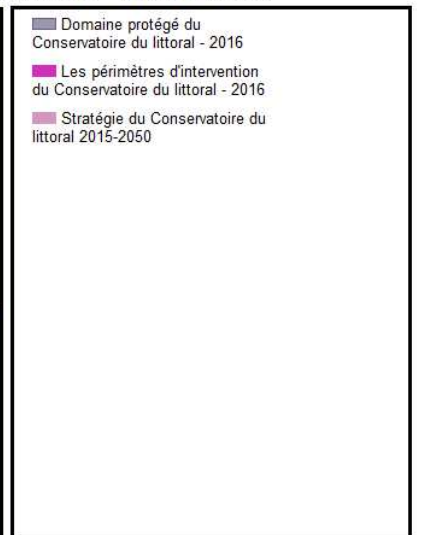 Domaine protégé du
Conservatoire du littoral - 2016
Les périmètres d'intervention
du Conservatoire du littoral - 2016
Stratégie du Conservatoire du
littoral 2015-2050